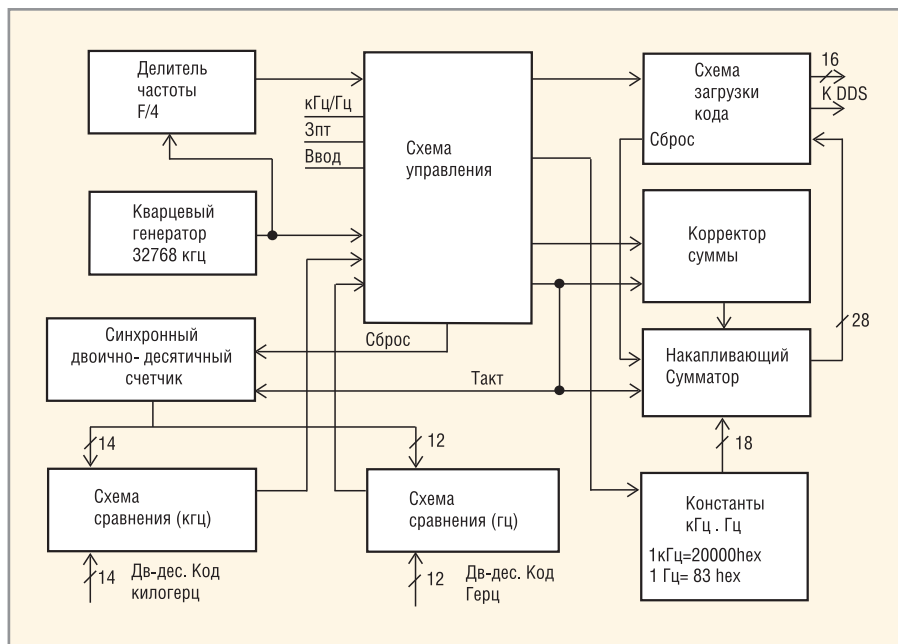 Делитель
частоты
F/4
кГц/Гц
Зпт
Ввод
Схема
управления
Схема
загрузки
кода
Сброс
16
К DDS
Кварцевый
генератор
32768 кгц
Корректор
суммы
28
Синхронный
двоично- десятичный
счетчик
Сброс
Такт
Накапливающий
Сумматор
14
12
18
Схема
сравнения (кгц)
Схема
сравнения (гц)
Константы
кГц . Гц
1кГц=20000hex
1 Гц= 83 hex
14
Дв-дес. Код
килогерц
12
Дв-дес. Код
Герц